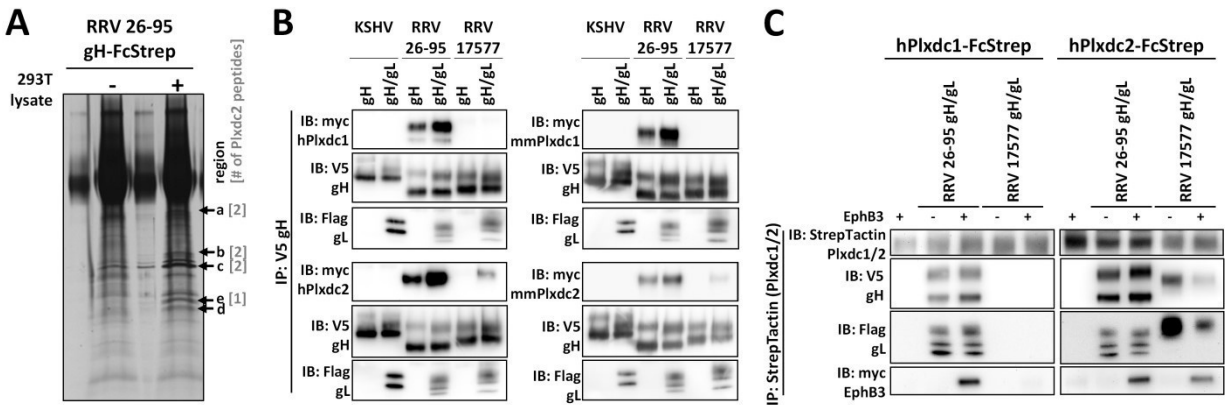 A
RRV 26-95
gH-FcStrep
293T
lysate
- +
region
[# of Plxdc2 peptides]
a [2]
b [2]
c [2]
e [1]
d
B
KSHV RRV 26-95 RRV 17577
gH gH/gL gH gH/gL gH gH/gL
IP: V5 gH
IB: myc
hPlxdc1
IB: V5
gH
IB: Flag
gL
IB: myc
hPlxdc2
IB: V5
gH
IB: Flag
gL
KSHV RRV 26-95 RRV 17577
gH gH/gL gH gH/gL gH gH/gL
IB: myc
mmPlxdc1
IB: V5
gH
IB: Flag
gL
IB: myc
mmPlxdc2
IB: V5
gH
IB: Flag
gL
C
hPlxdc1-FcStrep hPlxdc2-FcStrep
RRV 26-95 gH/gL RRV 17577 gH/gL RRV 26-95 gH/gL RRV 17577 gH/gL
EphB3 + - + - + + - + - +
IP: StrepTactin (Plxdc1/2)
IB: StrepTactin
Plxdc1/2
IB: V5
gH
IB: Flag
gL
IB: myc
EphB3